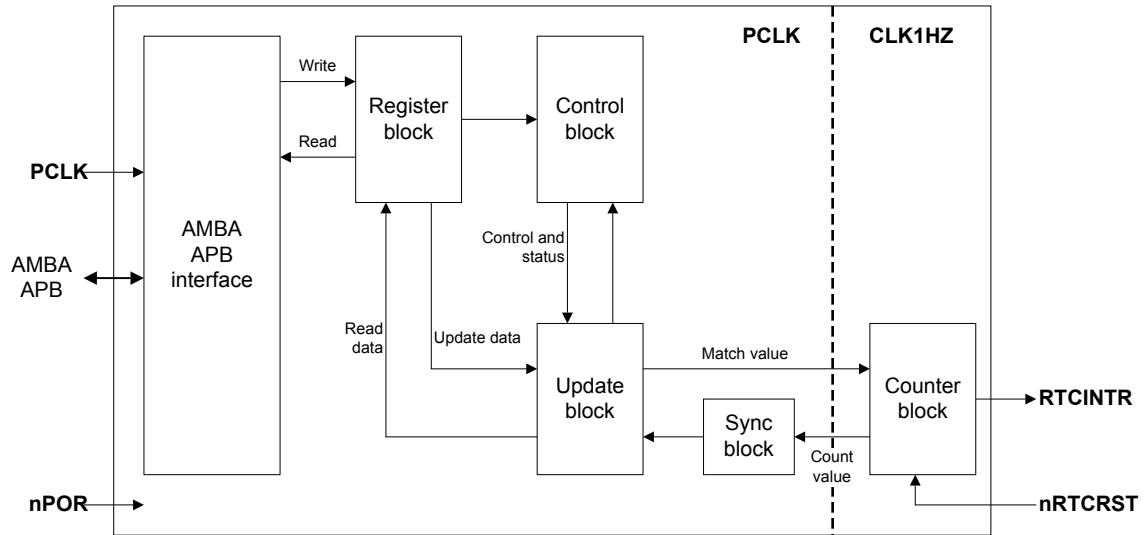 PCLK
CLK1HZ
Write
Register
block
Control
block
Read
PCLK
AMBA
APB
interface
Control and
status
AMBA
APB
Read
data
Update data
Match value
Update
block
Counter
block
RTCINTR
Sync
block
Count
value
nPOR
nRTCRST